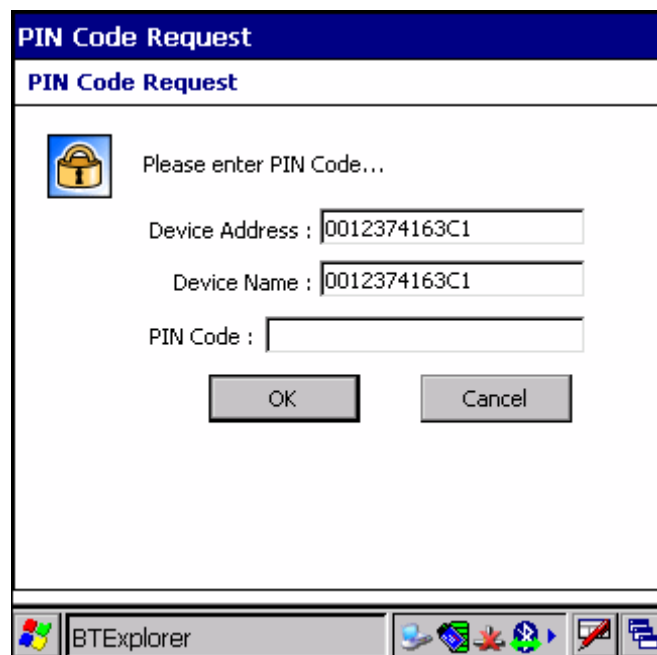 PIN Code Request
PIN Code Request
Please enter PIN Code...
Device Address : 0012374163C1
Device Name : 0012374163C1
PIN Code :
OK Cancel
BTExplorer